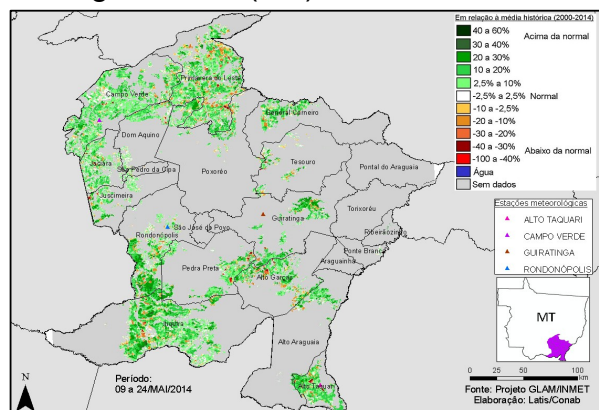 Em relação à média histórica (2000-2014)
40 a 60%
Acima da normal
30 a 40%
20 a 30%
10 a 20%
2,5% a 10%
-2,5% a 2,5%
Normal
-10 a -2,5%
-20 a -10%
-30 a -20%
-40 a -30%
Abaixo da normal
-100 a -40%
Água
Sem dados
Estações meteorológicas
ALTO TAQUARI
CAMPO VERDE
GUIRATINGA
RONDONÓPOLIS
Primavera do Leste
Campo Verde
General Carneiro
Dom Aquino
Jaciara
São Pedro da Cipa
Poxoréo
Tesouro
Pontal do Araguaia
Juscimeira
Torixoréu
São José do Povo
Guiratinga
Rondonópolis
Ribeirãozinho
Ponte Branca
Pedra Preta
Alto Garças
Araguainha
Itiquira
Alto Araguaia
Alto Taquari
MT
N
Período:
09 a 24/MAI/2014
0
50
100
km
Fonte: Projeto GLAM/INMET
Elaboração: Latis/Conab